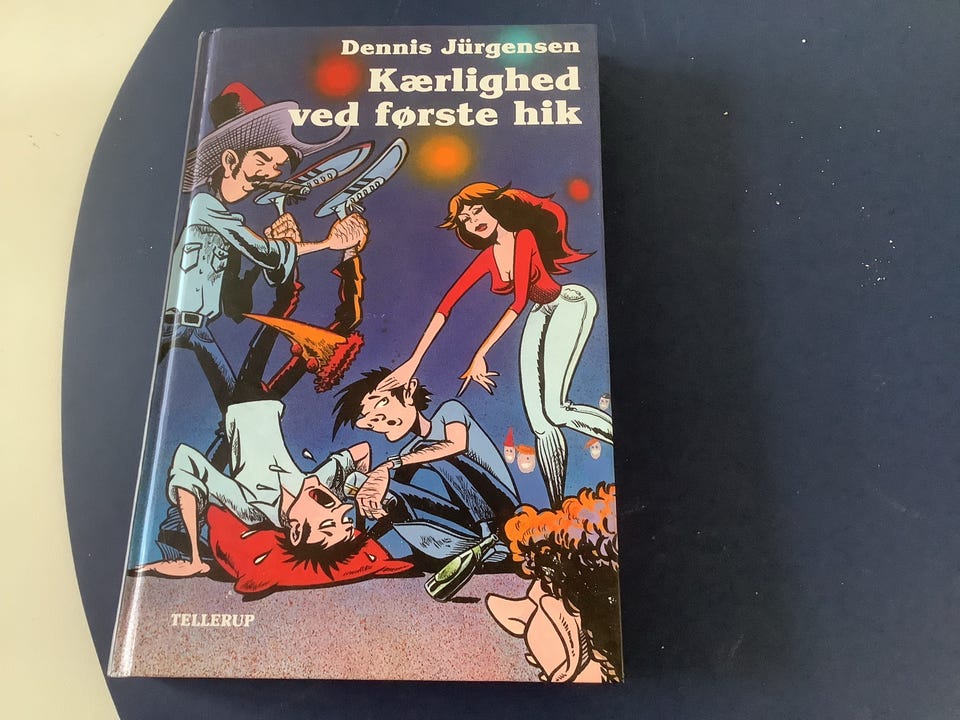 Dennis Jürgensen
Kærlighed
ved første hik
TELLERUP